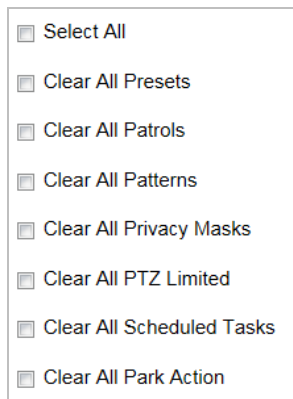 Select All
Clear All Presets
Clear All Patrols
Clear All Patterns
Clear All Privacy Masks
Clear All PTZ Limited
Clear All Scheduled Tasks
Clear All Park Action